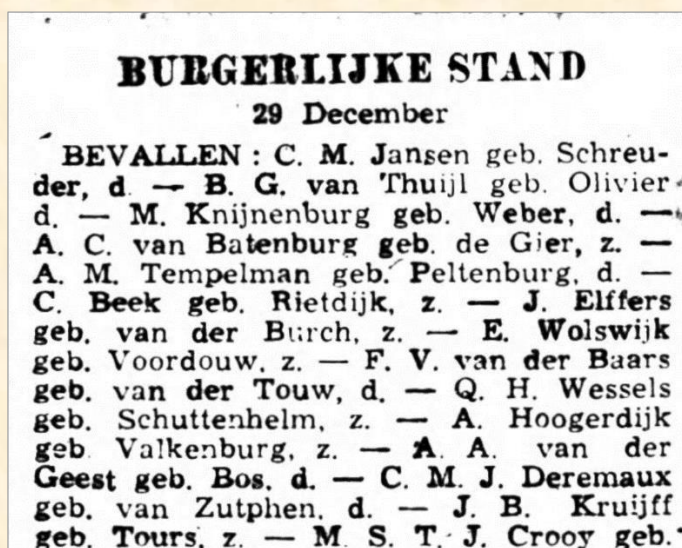 BURGERLIJKE STAND
29 December
BEVALLEN : C. M. Jansen geb. Schreu-
der, d. — B. G. van Thuijl geb. Olivier
d. — M. Knijnenburg geb. Weber, d. —
A. C. van Batenburg geb. de Gier, z. —
A. M. Tempelman geb. Peltenburg, d. —
C. Beek geb. Rietdijk, z. — J. Elffers
geb. van der Burch, z. — E. Wolswijk
geb. Voordouw, z. — F. V. van der Baars
geb. van der Touw, d. — Q. H. Wessels
geb. Schuttenhelm, z. — A. Hoogerdijk
geb. Valkenburg, z. — A. A. van der
Geest geb. Bos, d. — C. M. J. Deremaux
geb. van Zutphen, d. — J. B. Kruijff
geb. Tours, z. — M. S. T. J. Crooy geb.